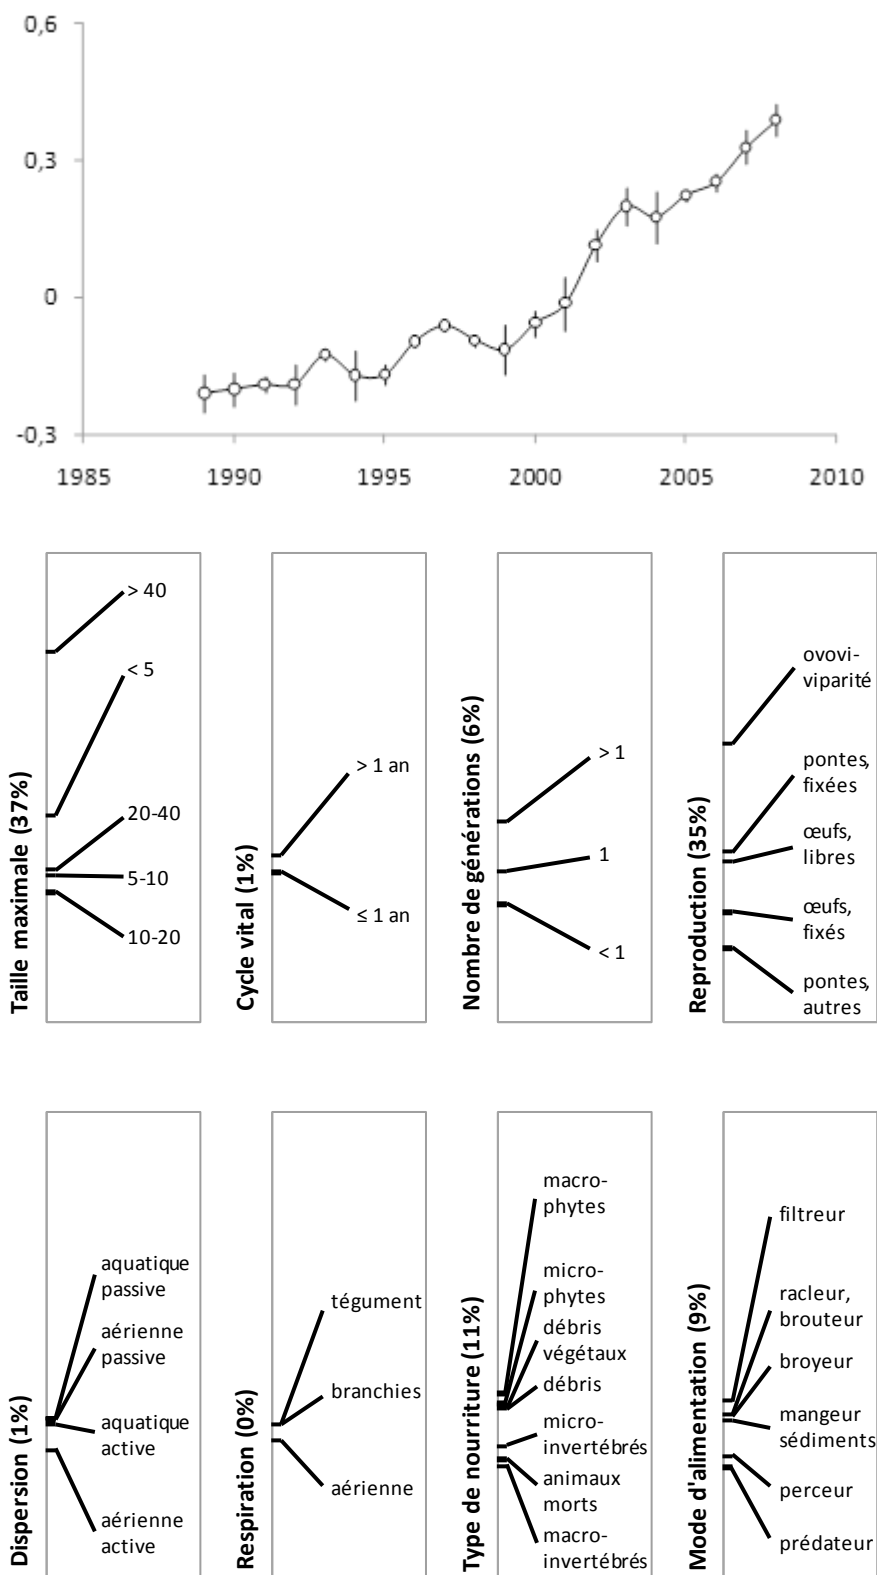 0,6
0,3
0
-0,3
1985
1990
1995
2000
2005
2010
Taille maximale (37%)
> 40
< 5
20-40
5-10
10-20
Cycle vital (1%)
> 1 an
≤ 1 an
Nombre de générations (6%)
> 1
1
< 1
Reproduction (35%)
ovovi-
viparité
pontes,
fixées
œufs,
libres
œufs,
fixés
pontes,
autres
Dispersion (1%)
aquatique
passive
aérienne
passive
aquatique
active
aérienne
active
Respiration (0%)
tégument
branchies
aérienne
Type de nourriture (11%)
macro-
phytes
micro-
phytes
débris
végétaux
débris
micro-
invertébrés
animaux
morts
macro-
invertébrés
Mode d'alimentation (9%)
filtreur
racleur,
brouteur
broyeur
mangeur
sédiments
perceur
prédateur